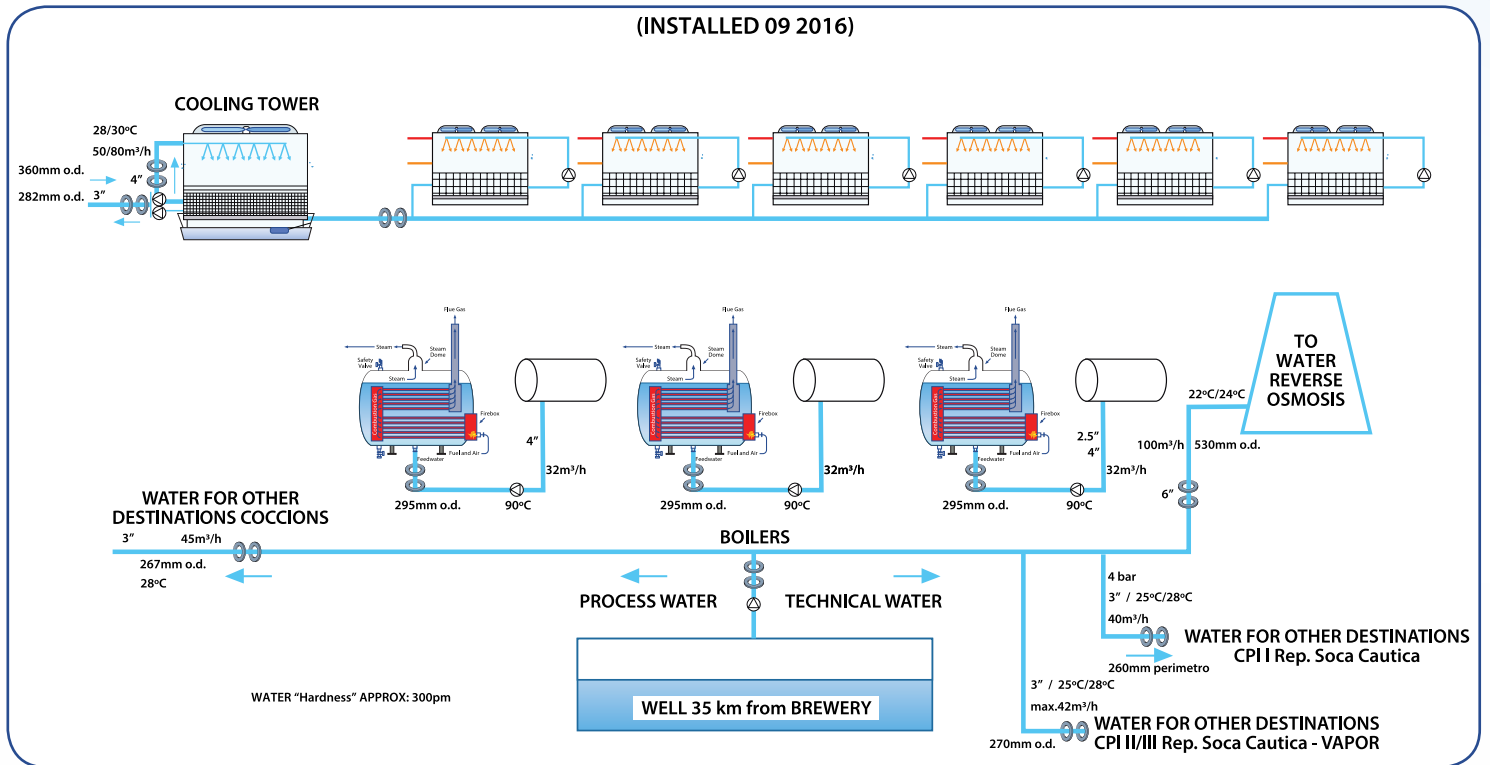 (INSTALLED 09 2016)
COOLING TOWER
28/30ºC
50/80m³/h
360mm o.d.
4”
282mm o.d. 3”
Flue Gas
Steam
Steam
Dome
Safety
Valve
Steam
Combustion Gas
Firebox
Feedwater
Fuel and Air
4”
32m³/h
295mm o.d.
90ºC
Flue Gas
Steam
Steam
Dome
Safety
Valve
Steam
Combustion Gas
Firebox
Feedwater
Fuel and Air
32m³/h
295mm o.d.
90ºC
Flue Gas
Steam
Steam
Dome
Safety
Valve
Steam
Combustion Gas
Firebox
Feedwater
Fuel and Air
2.5”
4”
32m³/h
295mm o.d.
90ºC
TO
WATER
REVERSE
OSMOSIS
22ºC/24ºC
100m³/h
530mm o.d.
6”
WATER FOR OTHER
DESTINATIONS COCCIONS
3” 45m³/h
267mm o.d.
28ºC
BOILERS
PROCESS WATER
TECHNICAL WATER
4 bar
3” / 25ºC/28ºC
40m³/h
WATER FOR OTHER DESTINATIONS
CPI I Rep. Soca Cautica
260mm perimetro
WATER “Hardness” APPROX: 300pm
WELL 35 km from BREWERY
3” / 25ºC/28ºC
max.42m³/h
WATER FOR OTHER DESTINATIONS
CPI II/III Rep. Soca Cautica - VAPOR
270mm o.d.